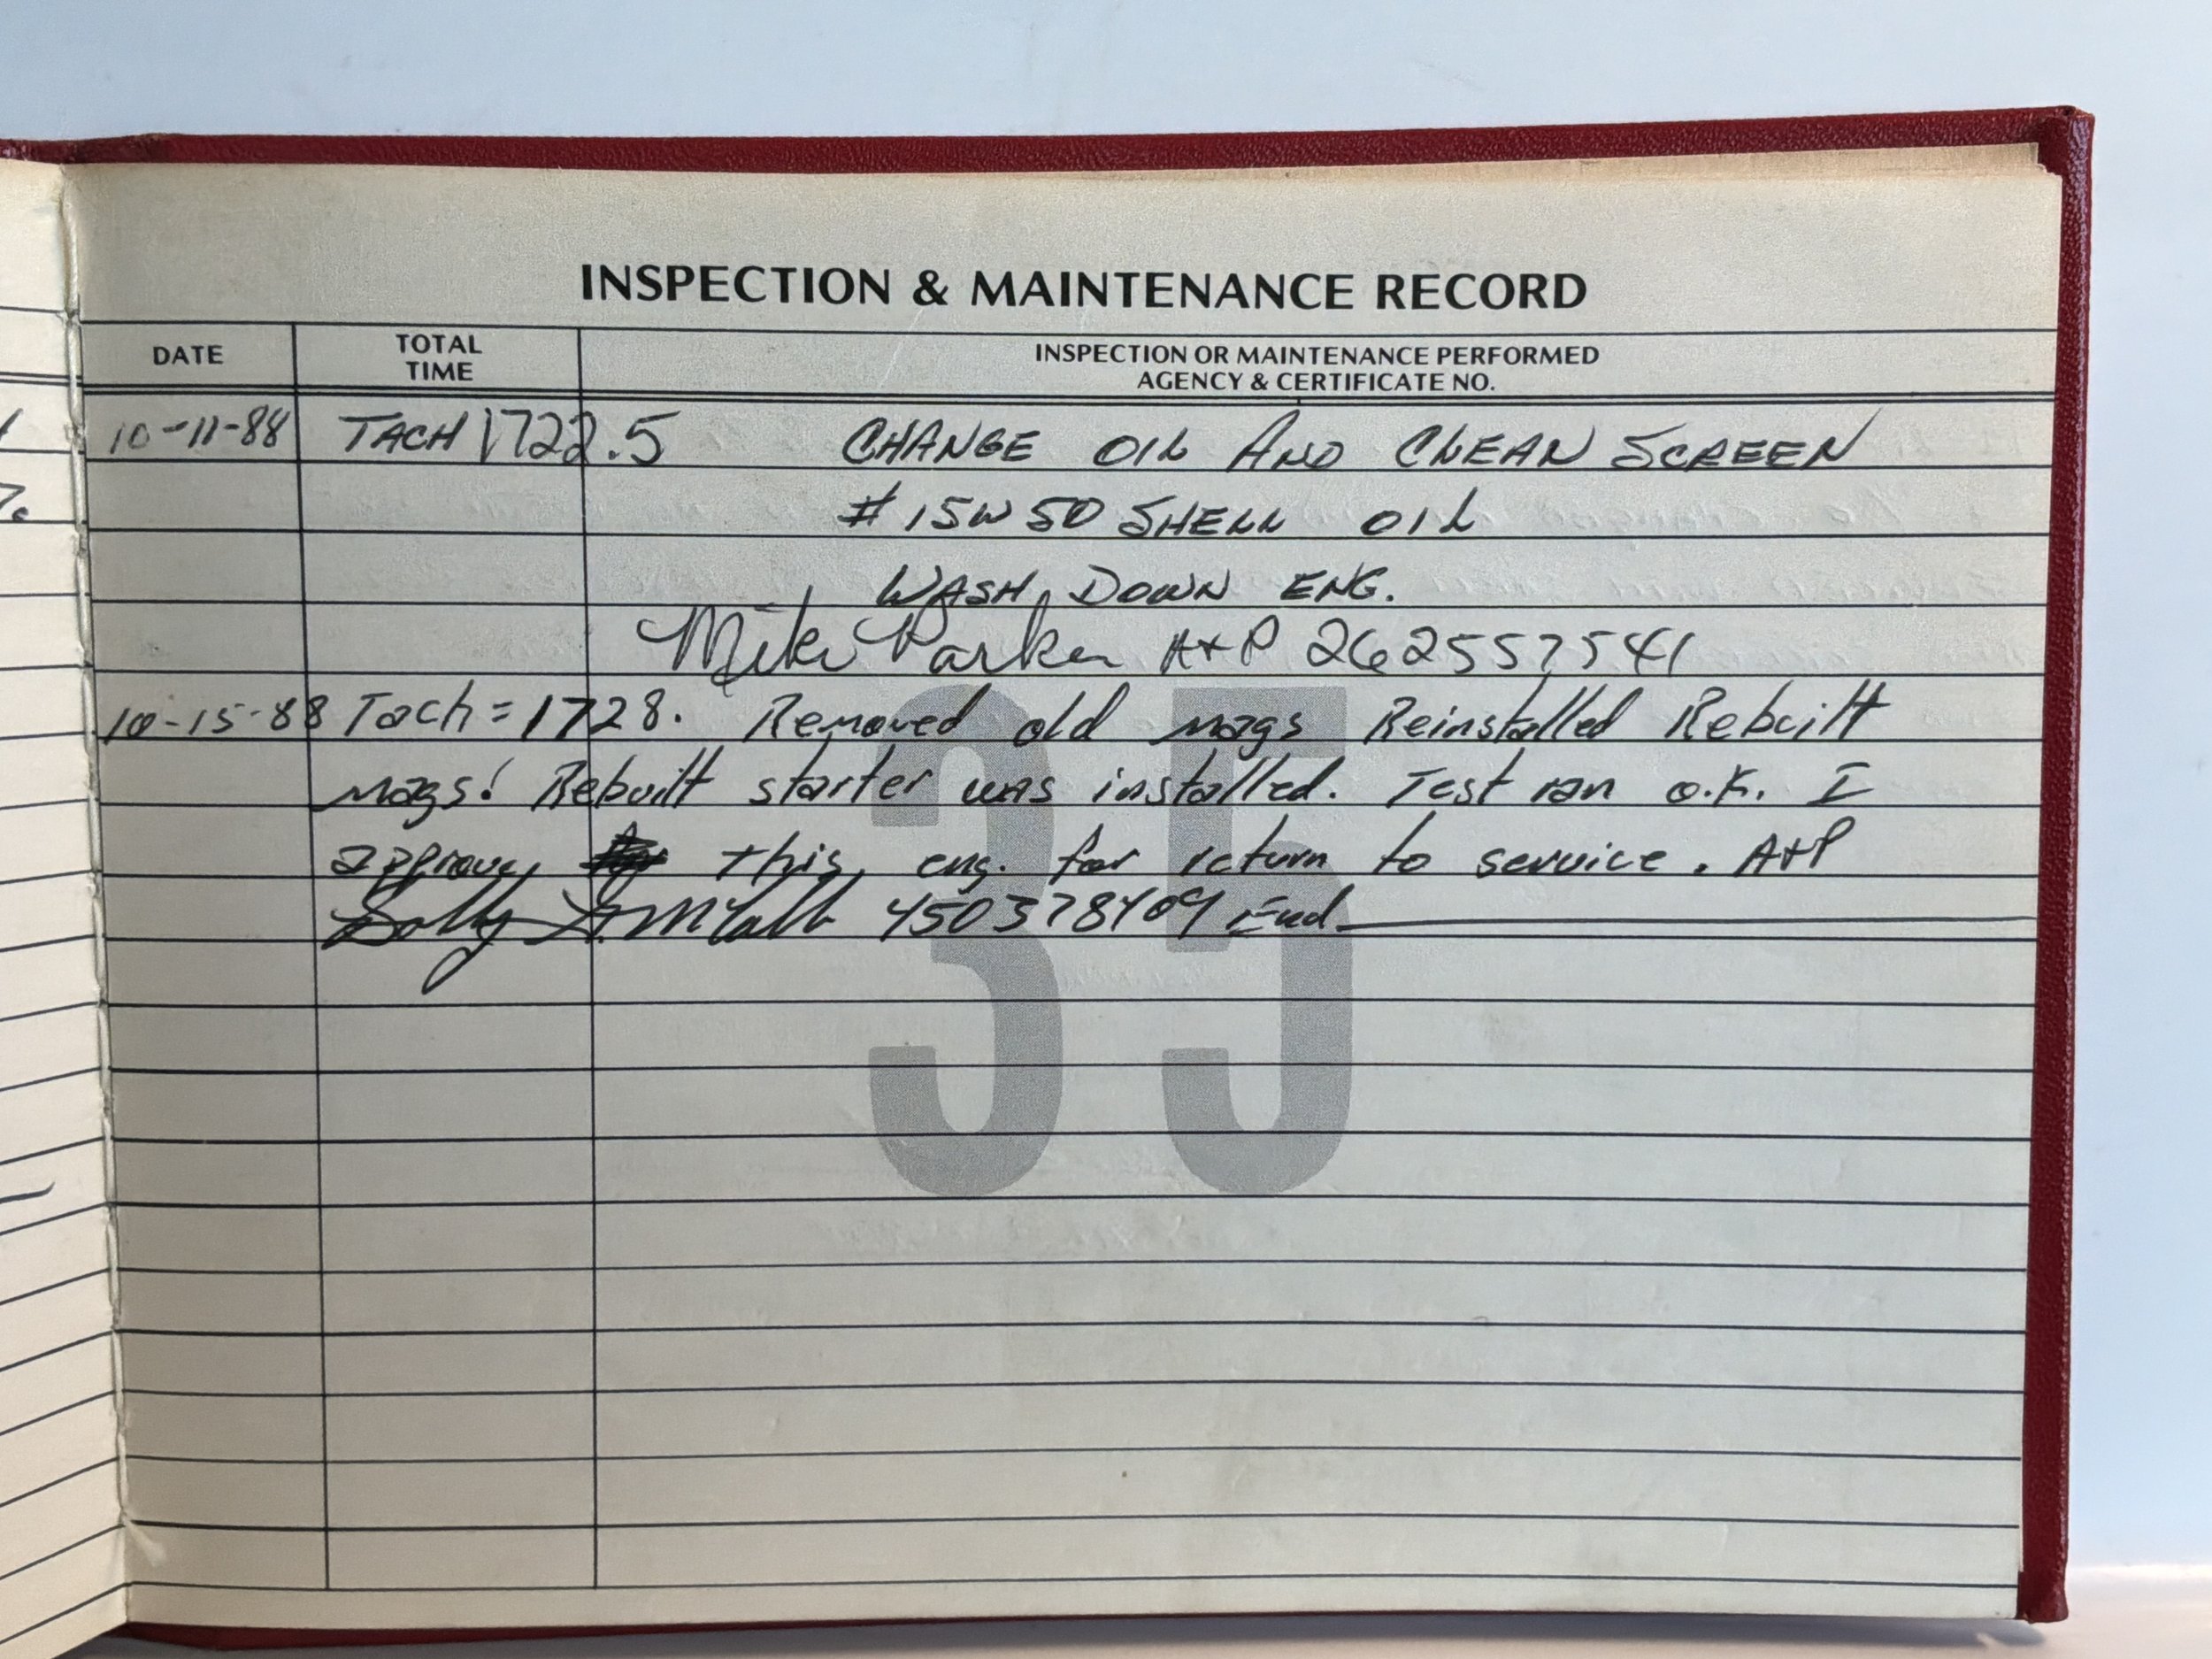 INSPECTION & MAINTENANCE RECORD
DATE
TOTAL
TIME
INSPECTION OR MAINTENANCE PERFORMED
AGENCY & CERTIFICATE NO.
10-11-88 TACH 1722.5 CHANGE OIL AND CLEAN SCREEN
# 15W50 SHELL OIL
WASH DOWN ENG.
Mike Parker A+P 262557541
10-15-88 Tach = 1728. Removed old mags Reinstalled Rebuilt
mags! Rebuilt starter was installed. Test ran o.k. I
approve this eng. for return to service. A+P
450378409 End
35